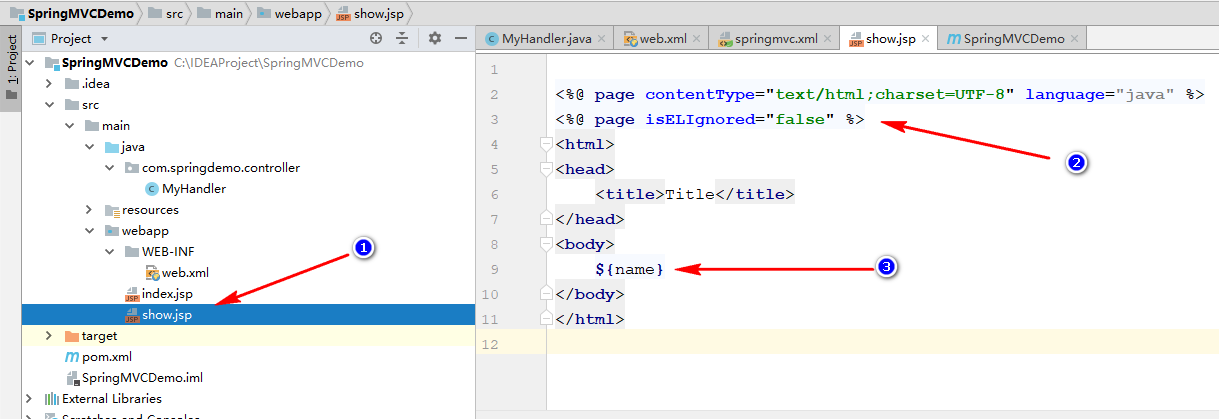 SpringMVCDemo src main webapp show.jsp
1: Project
Project
MyHandler.java web.xml springmvc.xml show.jsp SpringMVCDemo
SpringMVCDemo C:\IDEAProject\SpringMVCDemo
.idea
src
main
java
com.springdemo.controller
MyHandler
resources
webapp
WEB-INF
web.xml
index.jsp
show.jsp
target
pom.xml
SpringMVCDemo.iml
External Libraries
Scratches and Consoles
1
1
2 <%@ page contentType="text/html;charset=UTF-8" language="java" %>
3 <%@ page isELIgnored="false" %>
2
4 <html>
5 <head>
6 <title>Title</title>
7 </head>
8 <body>
9 ${name}
3
10 </body>
11 </html>
12